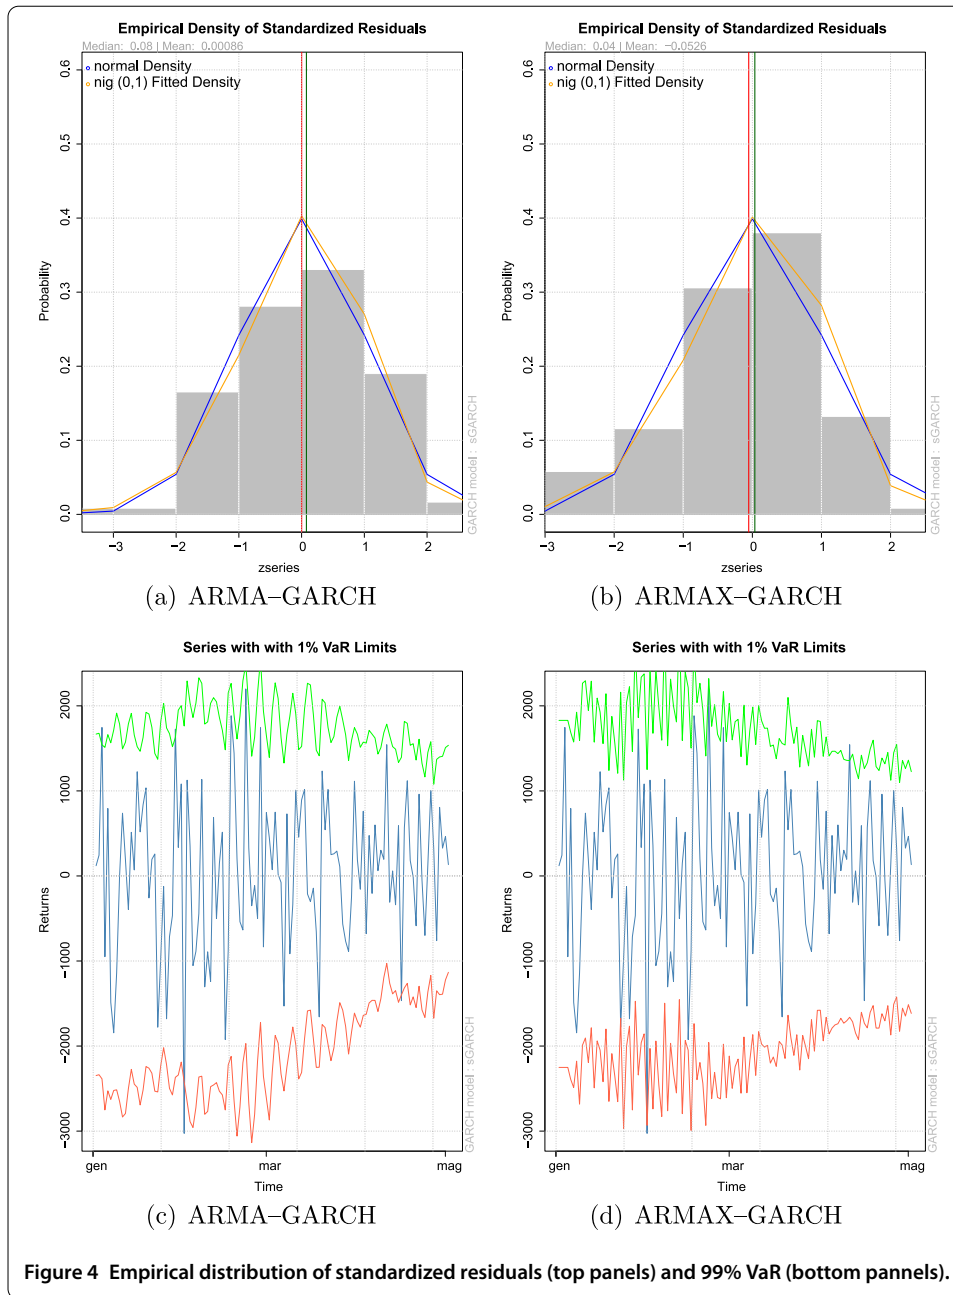 Empirical Density of Standardized Residuals
Median: 0.08 | Mean: 0.00086
normal Density
nig (0,1) Fitted Density
0.6
0.5
0.4
0.3
0.2
0.1
0.0
Probability
−3 −2 −1 0 1 2
zseries
GARCH model : sGARCH
(a) ARMA–GARCH
Empirical Density of Standardized Residuals
Median: 0.04 | Mean: −0.0526
normal Density
nig (0,1) Fitted Density
0.6
0.5
0.4
0.3
0.2
0.1
0.0
Probability
−3 −2 −1 0 1 2
zseries
GARCH model : sGARCH
(b) ARMAX–GARCH
Series with with 1% VaR Limits
2000
1000
0
−1000
−2000
−3000
Returns
gen mar mag
Time
GARCH model : sGARCH
(c) ARMA–GARCH
Series with with 1% VaR Limits
2000
1000
0
−1000
−2000
−3000
Returns
gen mar mag
Time
GARCH model : sGARCH
(d) ARMAX–GARCH
Figure 4 Empirical distribution of standardized residuals (top panels) and 99% VaR (bottom pannels).